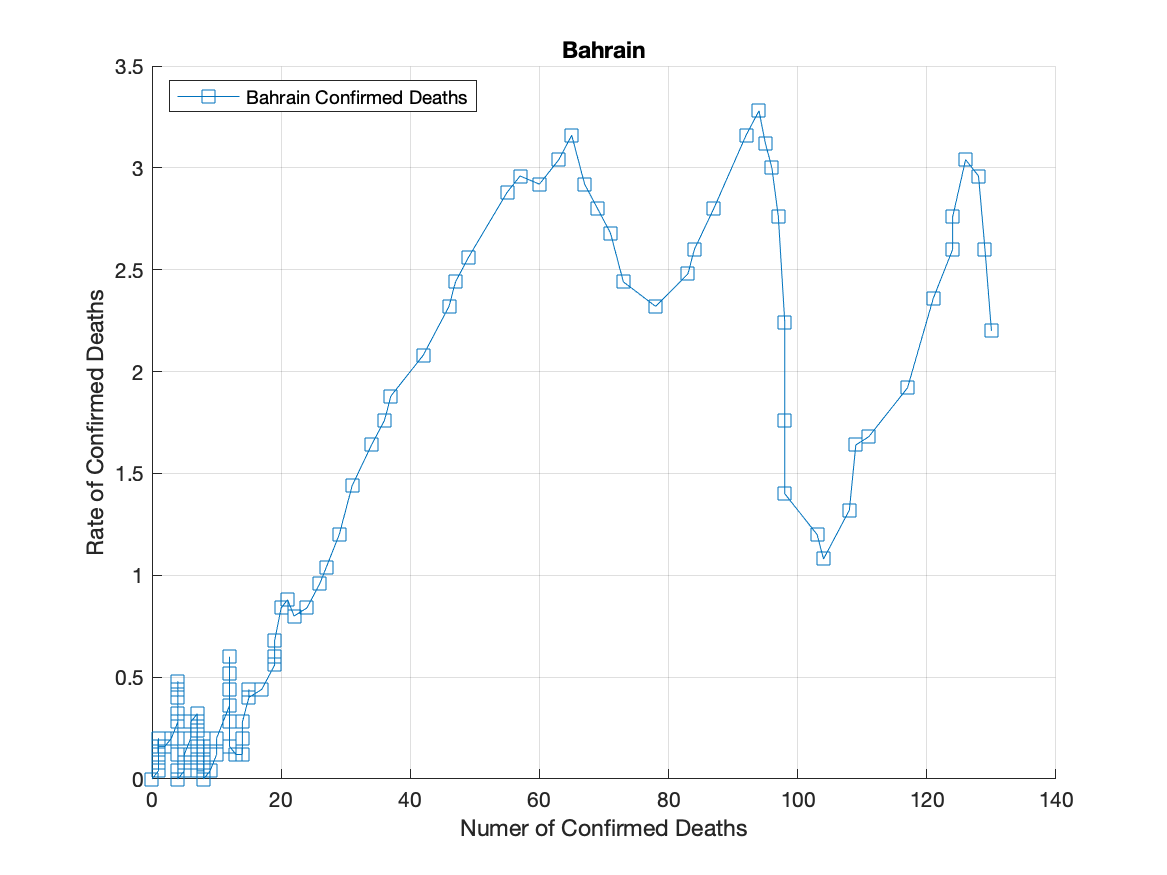 Bahrain
Bahrain Confirmed Deaths
3.5
3
2.5
2
1.5
1
0.5
0
Rate of Confirmed Deaths
0 20 40 60 80 100 120 140
Numer of Confirmed Deaths